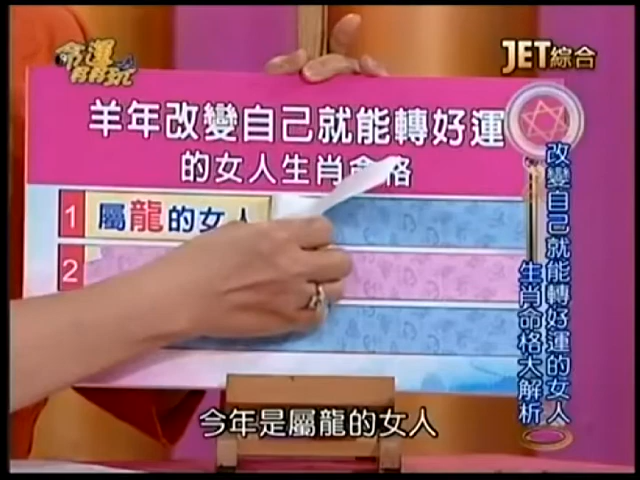 命運好好玩
JET綜合
羊年改變自己就能轉好運
的女人生肖命格
1 屬龍的女人
2
改變自己就能轉好運的女人
生肖命格大解析
今年是屬龍的女人